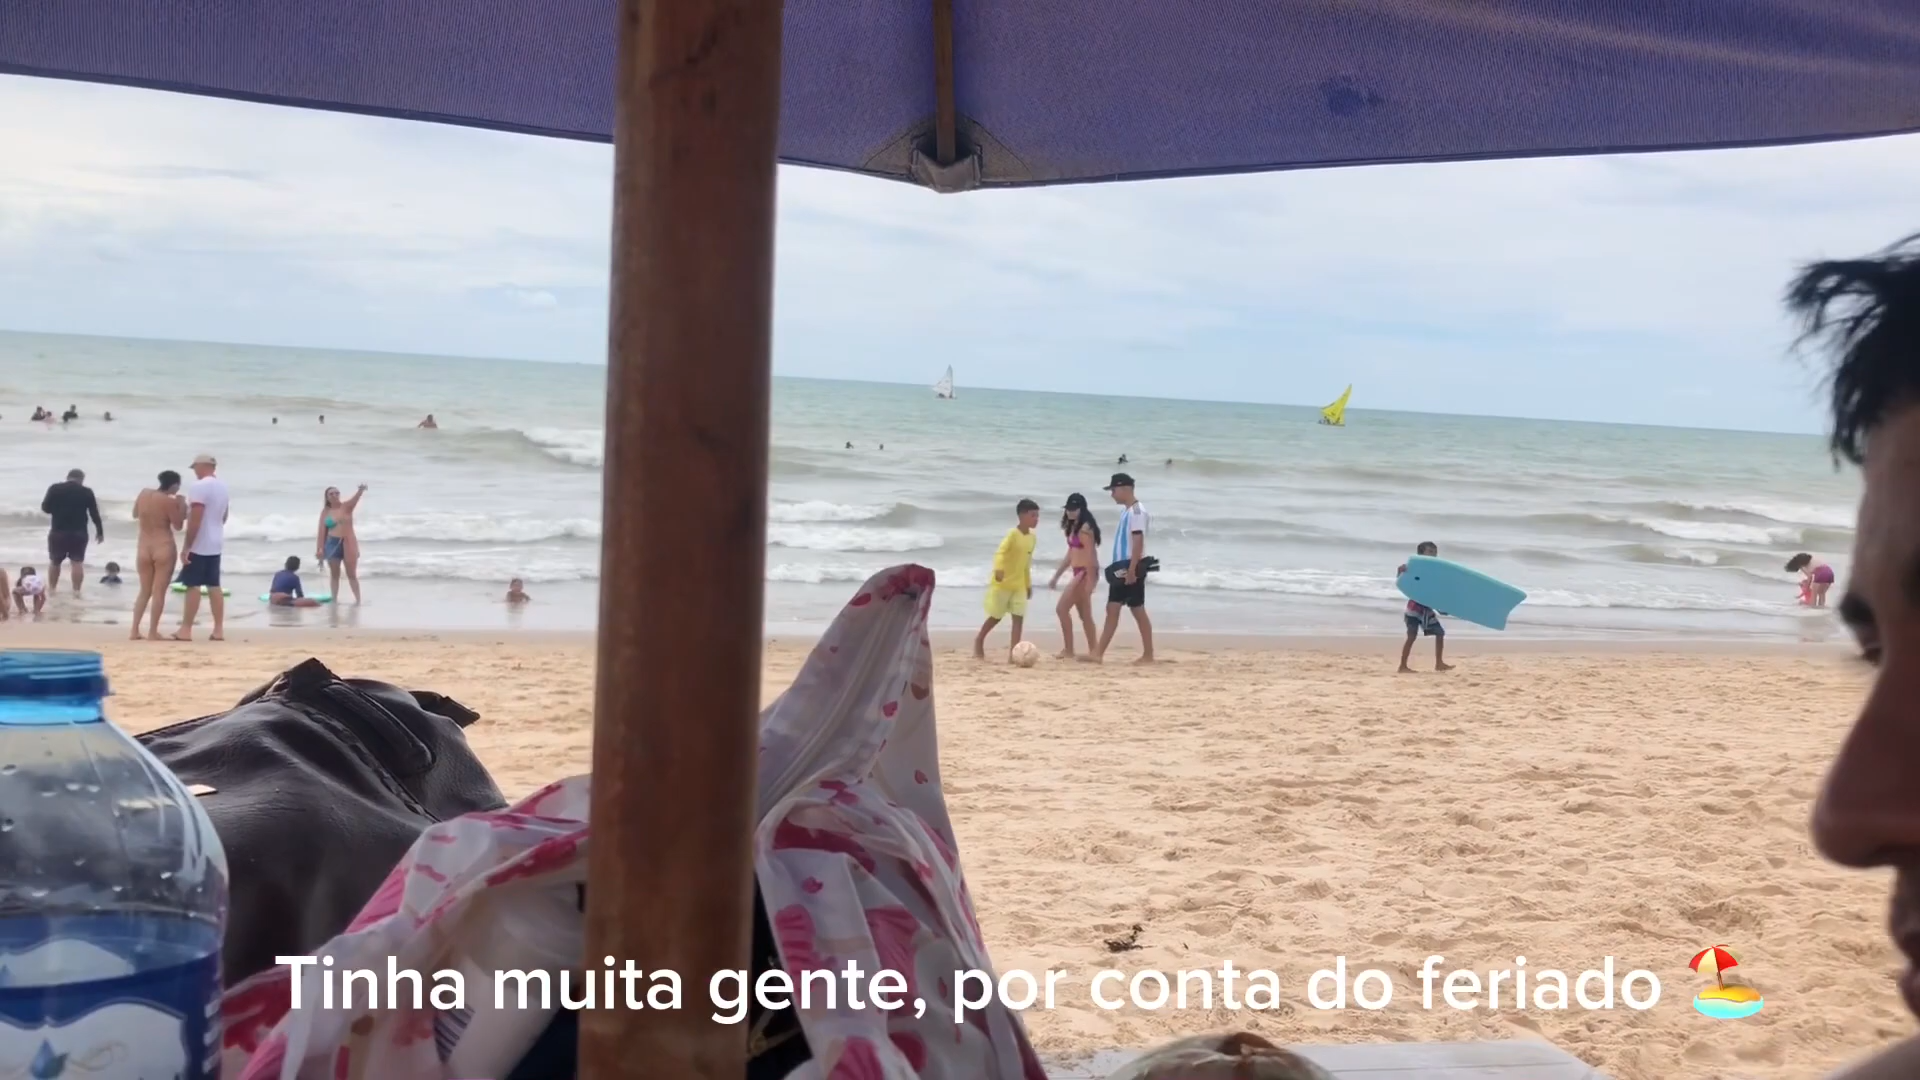 Tinha muita gente, por conta do feriado 🏖️